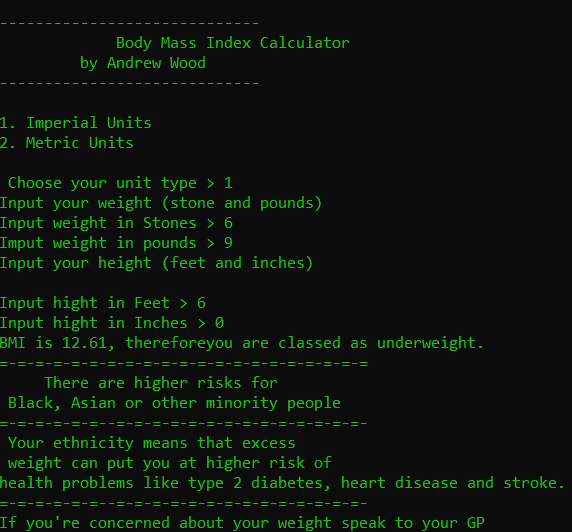 -----------------------------
Body Mass Index Calculator
by Andrew Wood
-----------------------------
1. Imperial Units
2. Metric Units
Choose your unit type > 1
Input your weight (stone and pounds)
Input weight in Stones > 6
Imput weight in pounds > 9
Input your height (feet and inches)
Input hight in Feet > 6
Input hight in Inches > 0
BMI is 12.61, thereforeyou are classed as underweight.
=-=-=-=-=-=-=-=-=-=-=-=-=-=-=-=-=-=-=-=-=
There are higher risks for
Black, Asian or other minority people
=-=-=-=-=-=--=-=-=-=-=-=-=-=-=-=-=-=-=-=-
Your ethnicity means that excess
weight can put you at higher risk of
health problems like type 2 diabetes, heart disease and stroke.
=-=-=-=-=-=--=-=-=-=-=-=-=-=-=-=-=-=-=-=-
If you're concerned about your weight speak to your GP